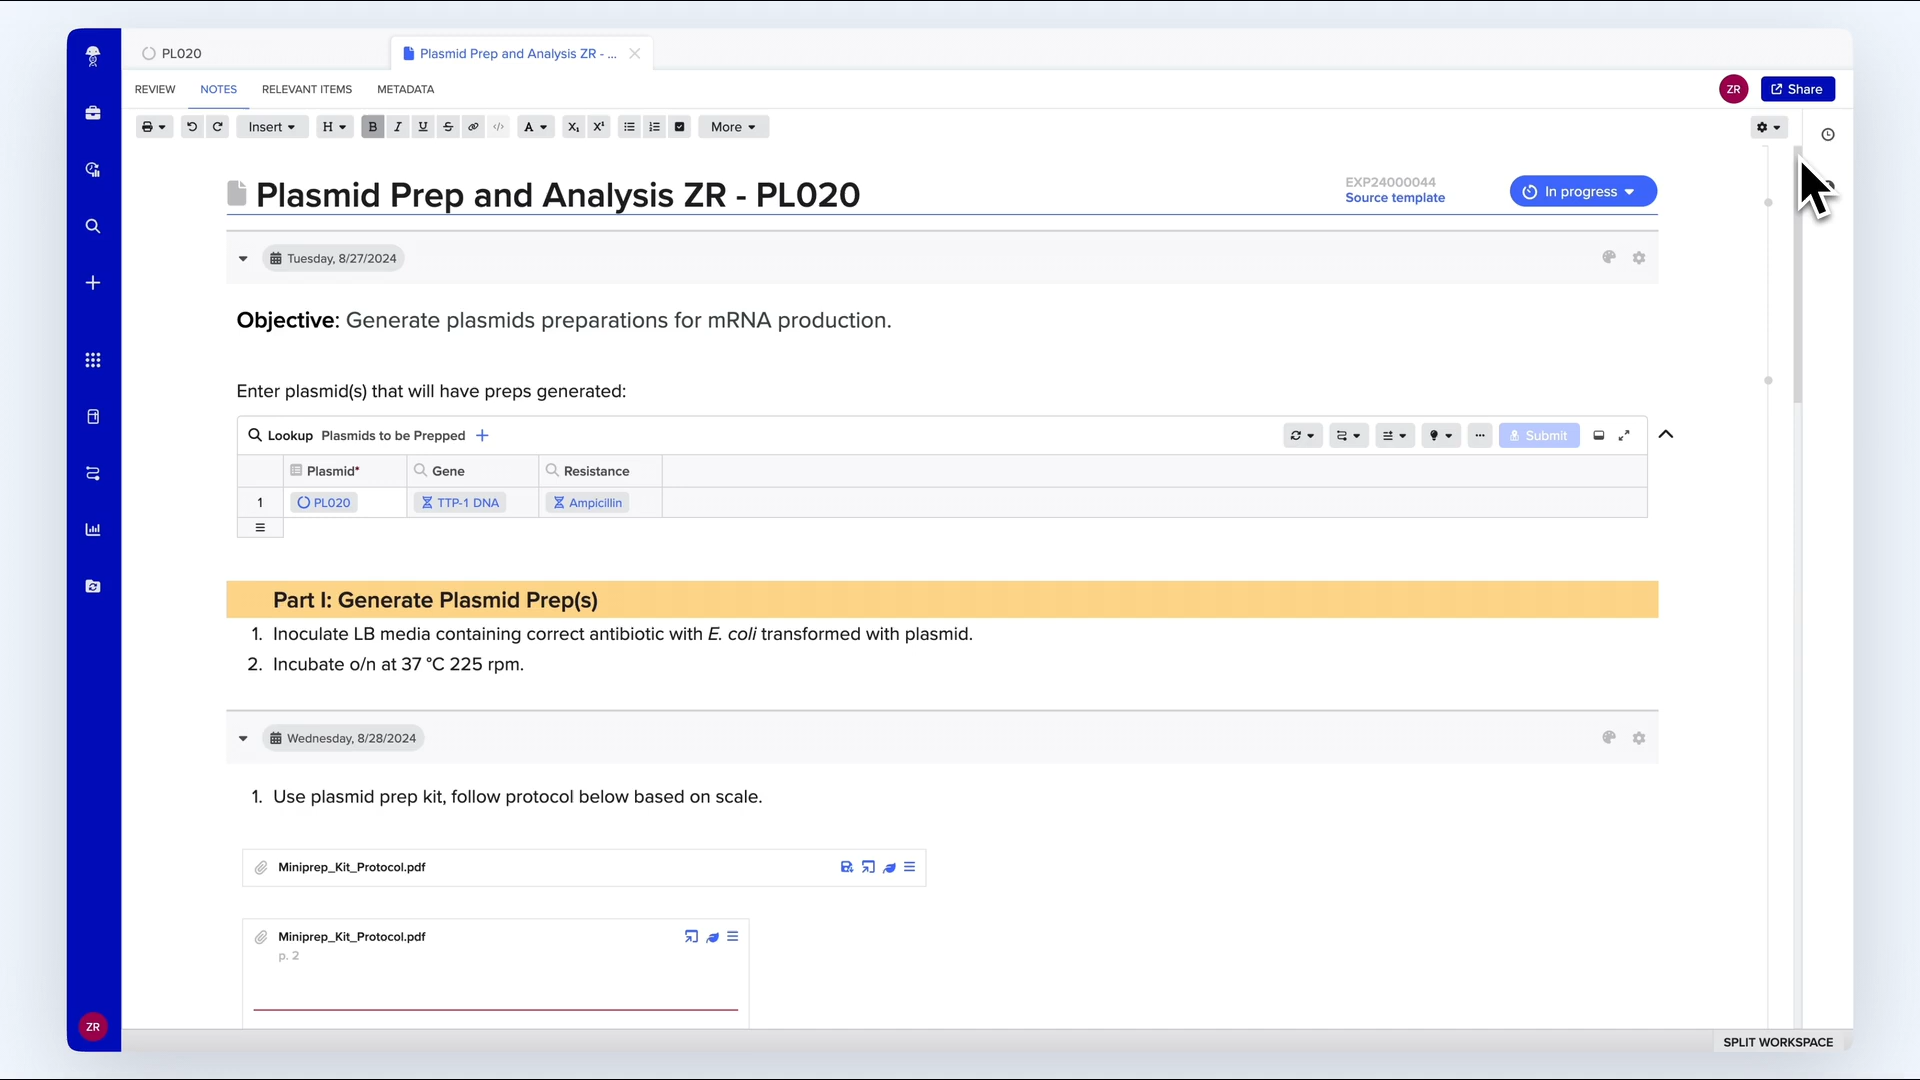 PL020
Plasmid Prep and Analysis ZR - ...
REVIEW NOTES RELEVANT ITEMS METADATA
ZR
Share
Insert H B I U S A X₁ X¹ More
Plasmid Prep and Analysis ZR - PL020
EXP24000044
Source template
In progress
Tuesday, 8/27/2024
Objective: Generate plasmids preparations for mRNA production.
Enter plasmid(s) that will have preps generated:
Lookup Plasmids to be Prepped
Submit
Plasmid* Gene Resistance
1 PL020 TTP-1 DNA Ampicillin
Part I: Generate Plasmid Prep(s)
1. Inoculate LB media containing correct antibiotic with E. coli transformed with plasmid.
2. Incubate o/n at 37 °C 225 rpm.
Wednesday, 8/28/2024
1. Use plasmid prep kit, follow protocol below based on scale.
Miniprep_Kit_Protocol.pdf
Miniprep_Kit_Protocol.pdf
p. 2
ZR
SPLIT WORKSPACE